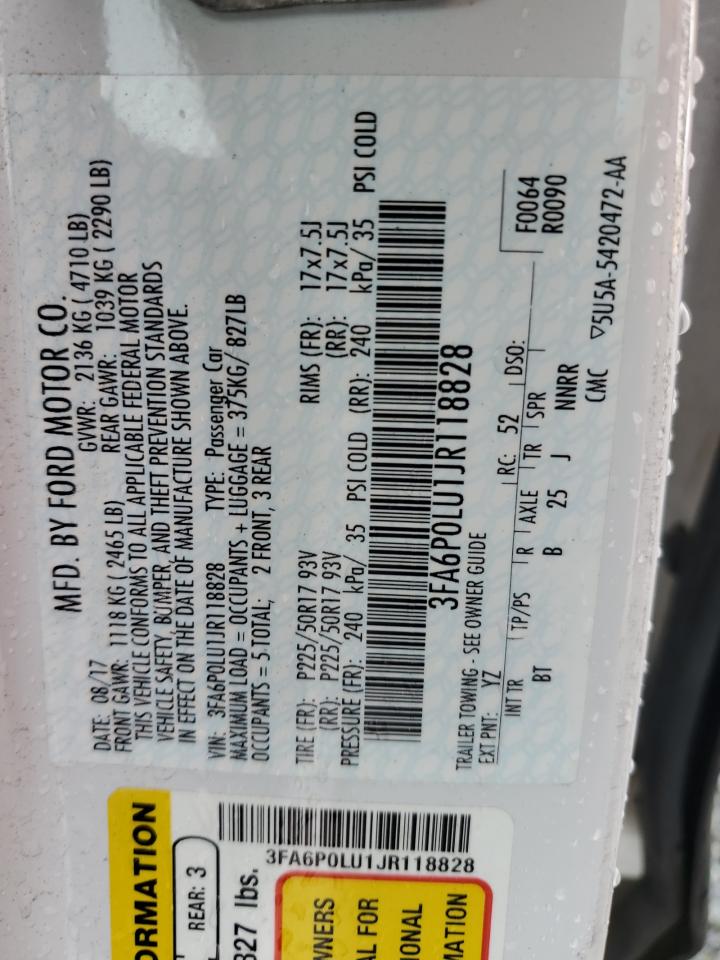 MFD. BY FORD MOTOR CO.
DATE: 08/17 GVWR: 2136 KG ( 4710 LB)
FRONT GAWR: 1118 KG ( 2465 LB) REAR GAWR: 1039 KG ( 2290 LB)
THIS VEHICLE CONFORMS TO ALL APPLICABLE FEDERAL MOTOR
VEHICLE SAFETY, BUMPER, AND THEFT PREVENTION STANDARDS
IN EFFECT ON THE DATE OF MANUFACTURE SHOWN ABOVE.
VIN: 3FA6P0LU1JR118828 TYPE: Passenger Car
MAXIMUM LOAD = OCCUPANTS + LUGGAGE = 375KG/ 827LB
OCCUPANTS = 5 TOTAL; 2 FRONT, 3 REAR
TIRE (FR): P225/50R17 93V RIMS (FR): 17x7.5J
(RR): P225/50R17 93V (RR): 17x7.5J
PRESSURE (FR): 240 kPa/ 35 PSI COLD (RR): 240 kPa/ 35 PSI COLD
3FA6P0LU1JR118828
TRAILER TOWING - SEE OWNER GUIDE
EXT PNT: YZ RC: 52 DSO: F0064
R0090
INT TR TP/PS R AXLE TR SPR
BT B 25 J NNRR
CMC ▽5U5A-5420472-AA
ORMATION
REAR: 3
327 lbs.
3FA6P0LU1JR118828
WNERS
AL FOR
IONAL
MATION